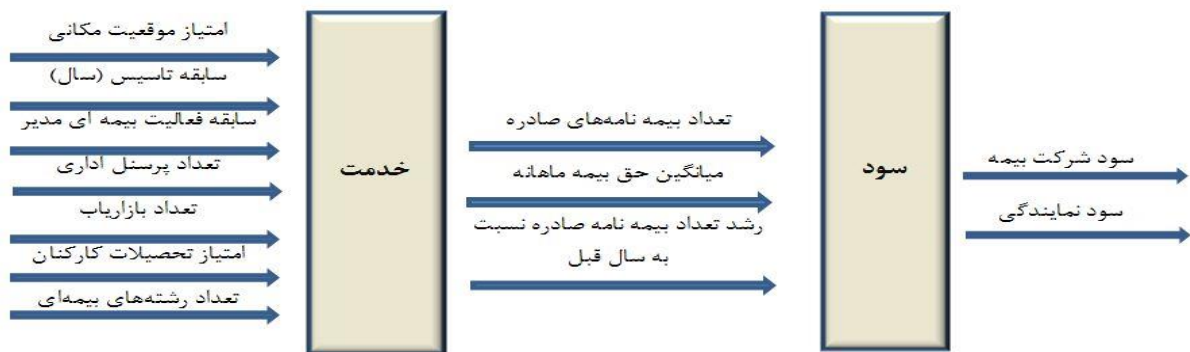 امتیاز موقعیت مکانی
سابقه تاسیس (سال)
سابقه فعالیت بیمه ای مدیر
تعداد پرسنل اداری
تعداد بازاریاب
امتیاز تحصیلات کارکنان
تعداد رشته‌های بیمه‌ای
خدمت
تعداد بیمه نامه‌های صادره
میانگین حق بیمه ماهانه
رشد تعداد بیمه نامه صادره نسبت
به سال قبل
سود
سود شرکت بیمه
سود نمایندگی